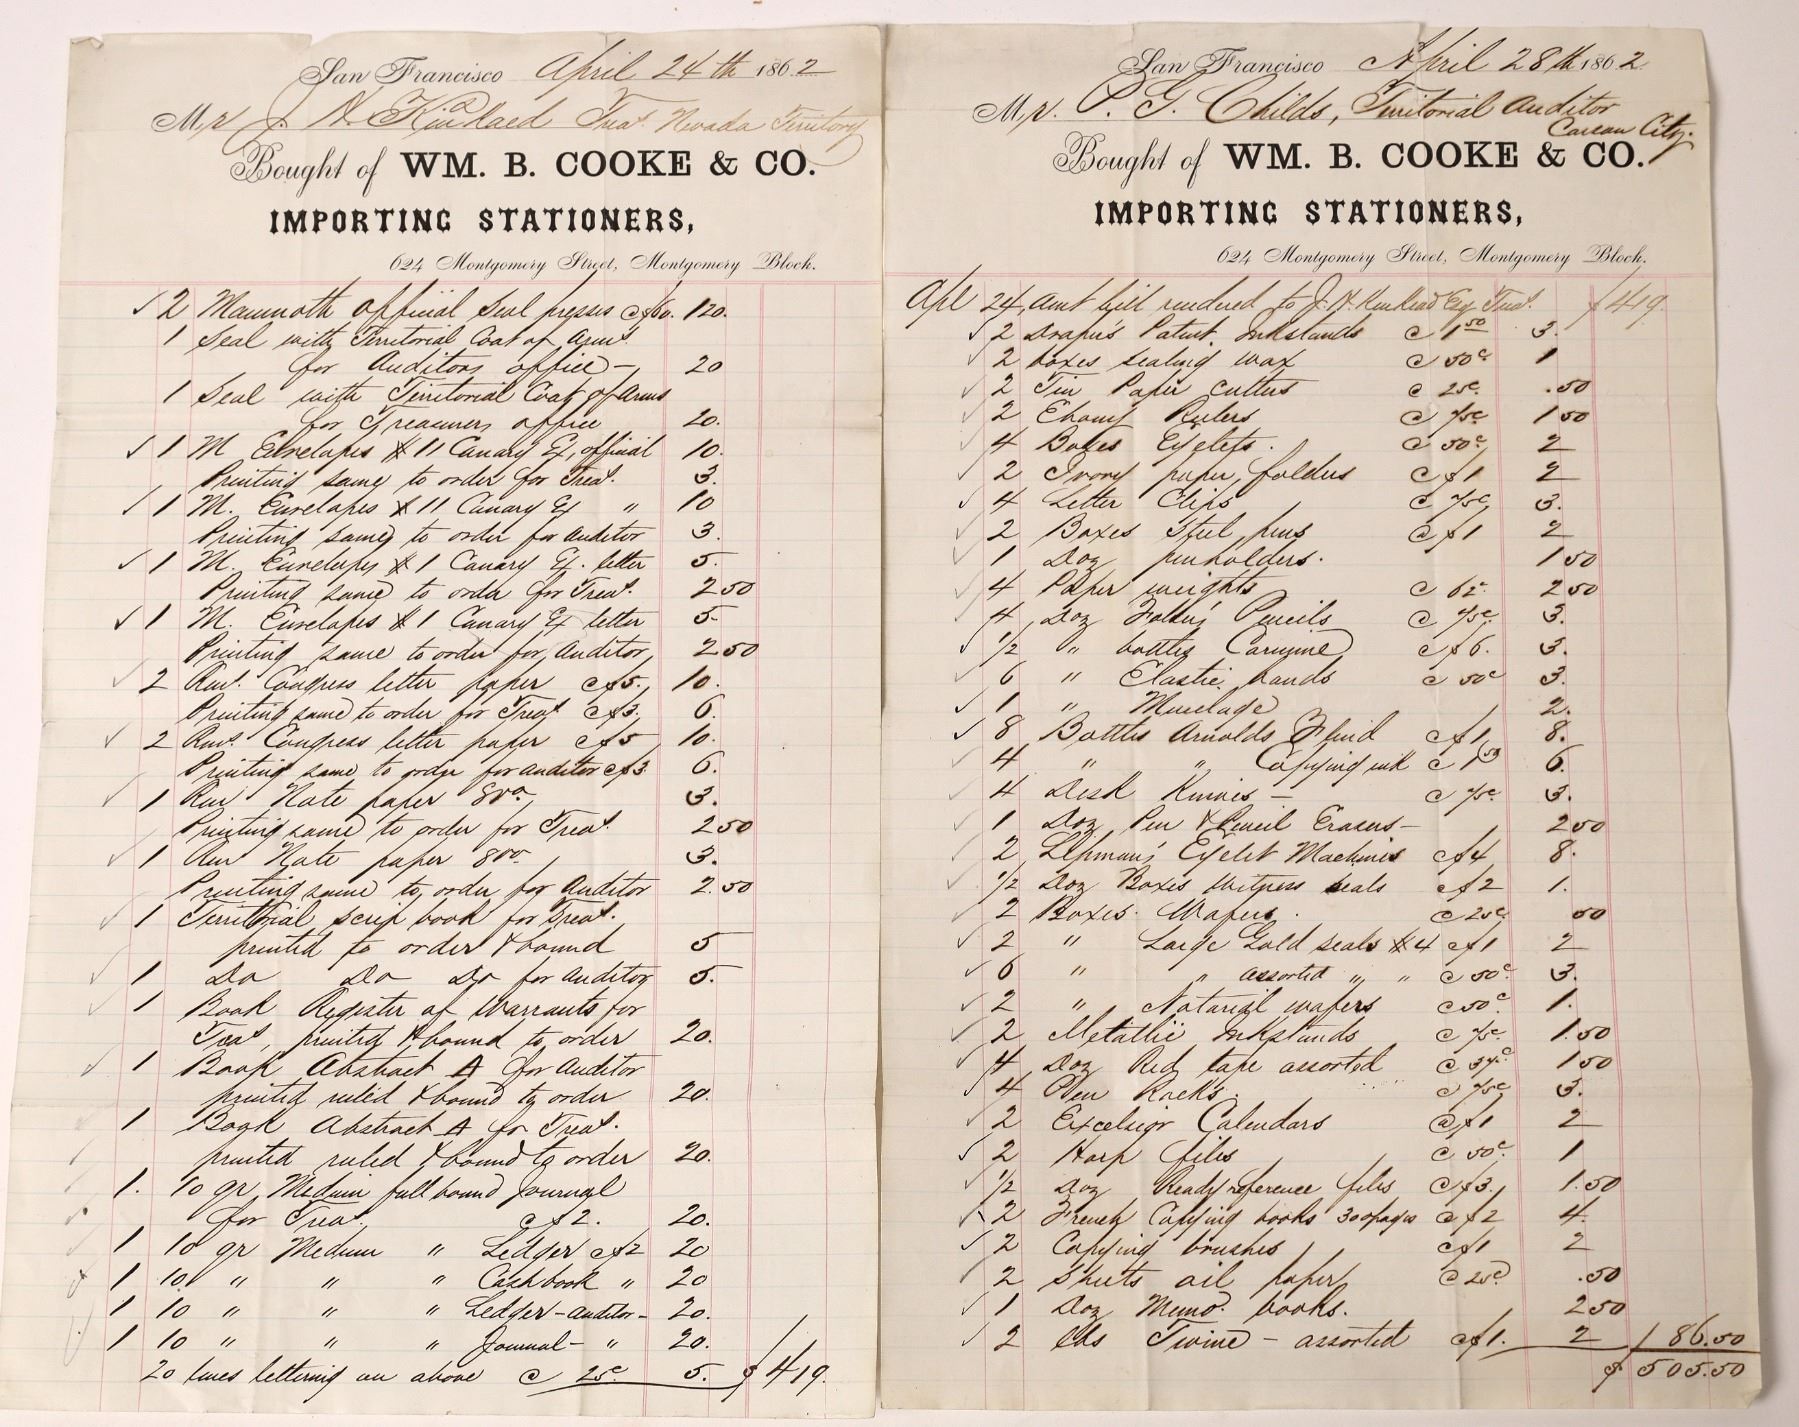 San Francisco April 24th 1862
Mr J. H. Kinkead Treas. Nevada Territory
Bought of WM. B. COOKE & CO.
IMPORTING STATIONERS,
624 Montgomery Street, Montgomery Block.
✓ 2 Mammoth official Seal presses @ $60. 120.
1 Seal with Territorial Coat of Arms
for Auditors office — 20
1 Seal with Territorial Coat of Arms
for Treasurers office 20.
✓ 1 M Envelopes # 11 Canary Ex, official 10.
Printing same to order for Treas. 3.
✓ 1 M. Envelopes # 11 Canary Ex " 10
Printing same to order for Auditor 3.
✓ 1 M. Envelopes # 1 Canary Ex. letter 5.
Printing same to order for Treas. 2 50
✓ 1 M. Envelopes # 1 Canary Ex letter 5.
Printing same to order for Auditor, 2 50
✓ 2 Rms. Congress letter paper @ $5. 10.
Printing same to order for Treas @ $3. 6.
✓ 2 Rms. Congress letter paper @ $5 10.
Printing same to order for Auditor @ $3 6.
✓ 1 Rm Note paper 8vo. 3.
Printing same to order for Treas. 2 50
✓ 1 Rm Note paper 8vo. 3.
Printing same to order for Auditor 2.50
✓ 1 Territorial Scrip book for Treas.
printed to order & bound 5
✓ 1 Do Do Do for Auditor 5.
✓ 1 Book Register of Warrants for
Treas, printed & bound to order 20.
✓ 1 Book Abstract A for Auditor
printed ruled & bound to order 20.
1 Book Abstract A for Treas.
printed ruled & bound to order 20.
1. 10 qr, Medium full bound Journal
for Treas. @ $2. 20.
1 10 qr Medium " Ledger @ $2 20
1 10. " " " Cashbook " 20
1 10 " " " Ledger – Auditor – 20.
1 10 " " " Journal – " 20.
20 lines lettering on above @ 25c 5. $419.
San Francisco April 28th 1862
Mr. P. G. Childs, Territorial Auditor
Carson City.
Bought of WM. B. COOKE & CO.
IMPORTING STATIONERS,
624 Montgomery Street, Montgomery Block.
Apl 24, Amt bill rendered to J. H. Kinkead Esq Treas. $419.
✓ 2 Draper's Patent. Inkstands @ 1 50 3.
✓ 2 boxes sealing wax @ 50c 1
✓ 2 Tin Paper cutters @ 25c. .50
✓ 2 Ebony Rulers @ 75c 1 50
✓ 4 Boxes Eyelets. @ 50c 2
✓ 2 Ivory paper folders @ $1 2
✓ 4 Letter Clips @ 75c 3.
✓ 2 Boxes Steel pens @ $1 2
✓ 1 Doz penholders. 1 50
✓ 4 Paper weights @ 62. 2 50
✓ 4 Doz Faber's Pencils @ 75c 3.
✓ 1/2 " bottles Carmine @ $6. 3.
✓ 6 " Elastic bands @ 50c 3.
✓ 1 " Mucilage 2.
✓ 8 Bottles Arnolds Fluid @ $1 8.
✓ 4 " " Copying ink @ 1 50 6.
✓ 4 Desk Knives – @ 75c. 3.
✓ 1 Doz Pen & Pencil Erasers – 2 50
✓ 2 Lipman's Eyelet Machines @ $4 8.
✓ 1/2 Doz Boxes Witness seals @ $2 1.
✓ 2 Boxes. Wafers. @ 25c. 50
✓ 2 " Large Gold seals # 4 @ $1 2
✓ 6 " " assorted " " @ 50c. 3.
✓ 2 " Notarial wafers @ 50c. 1.
✓ 2 Metallic Inkstands @ 75c. 1.50
✓ 4 Doz Red tape assorted @ 37c 1 50
✓ 4 Pen Racks. @ 75c 3.
✓ 2 Excelsior Calendars @ $1 2
✓ 2 Harp files @ 50c. 1
✓ 1/2 Doz Ready reference files @ $3. 1.50
✓ 2 French Copying books 300 pages @ $2 4.
✓ 2 Copying brushes @ $1 2
✓ 2 sheets oil paper @ 25c .50
✓ 1 Doz Memo. books. 2 50
✓ 2 lbs Twine – assorted @ $1. 2 86.50
$505.50